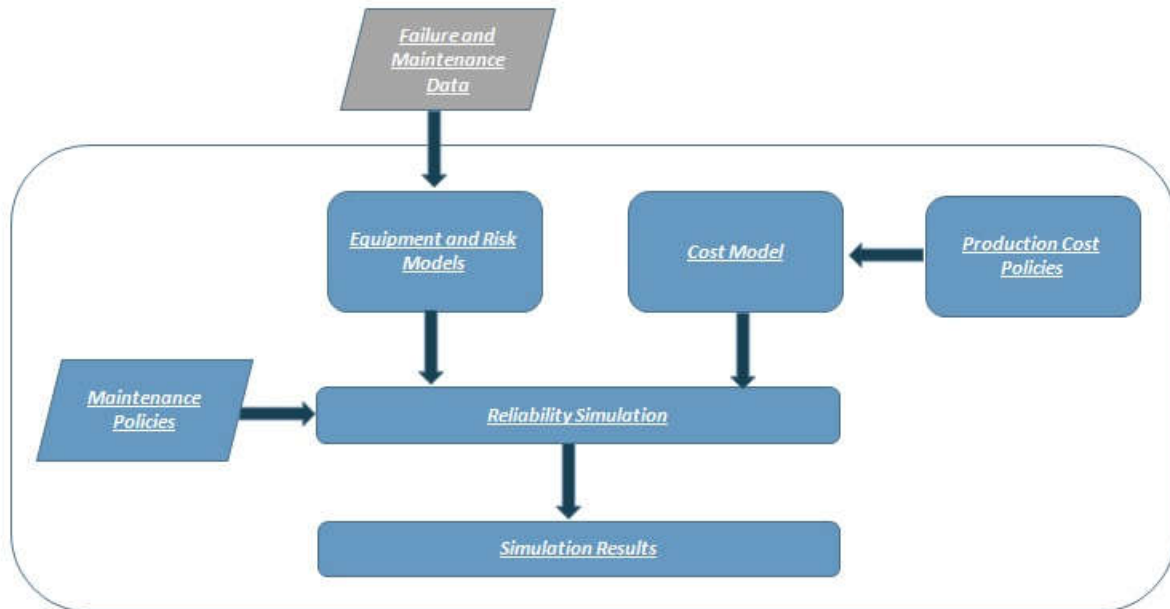 Failure and
Maintenance
Data
Equipment and Risk
Models
Cost Model
Production Cost
Policies
Maintenance
Policies
Reliability Simulation
Simulation Results